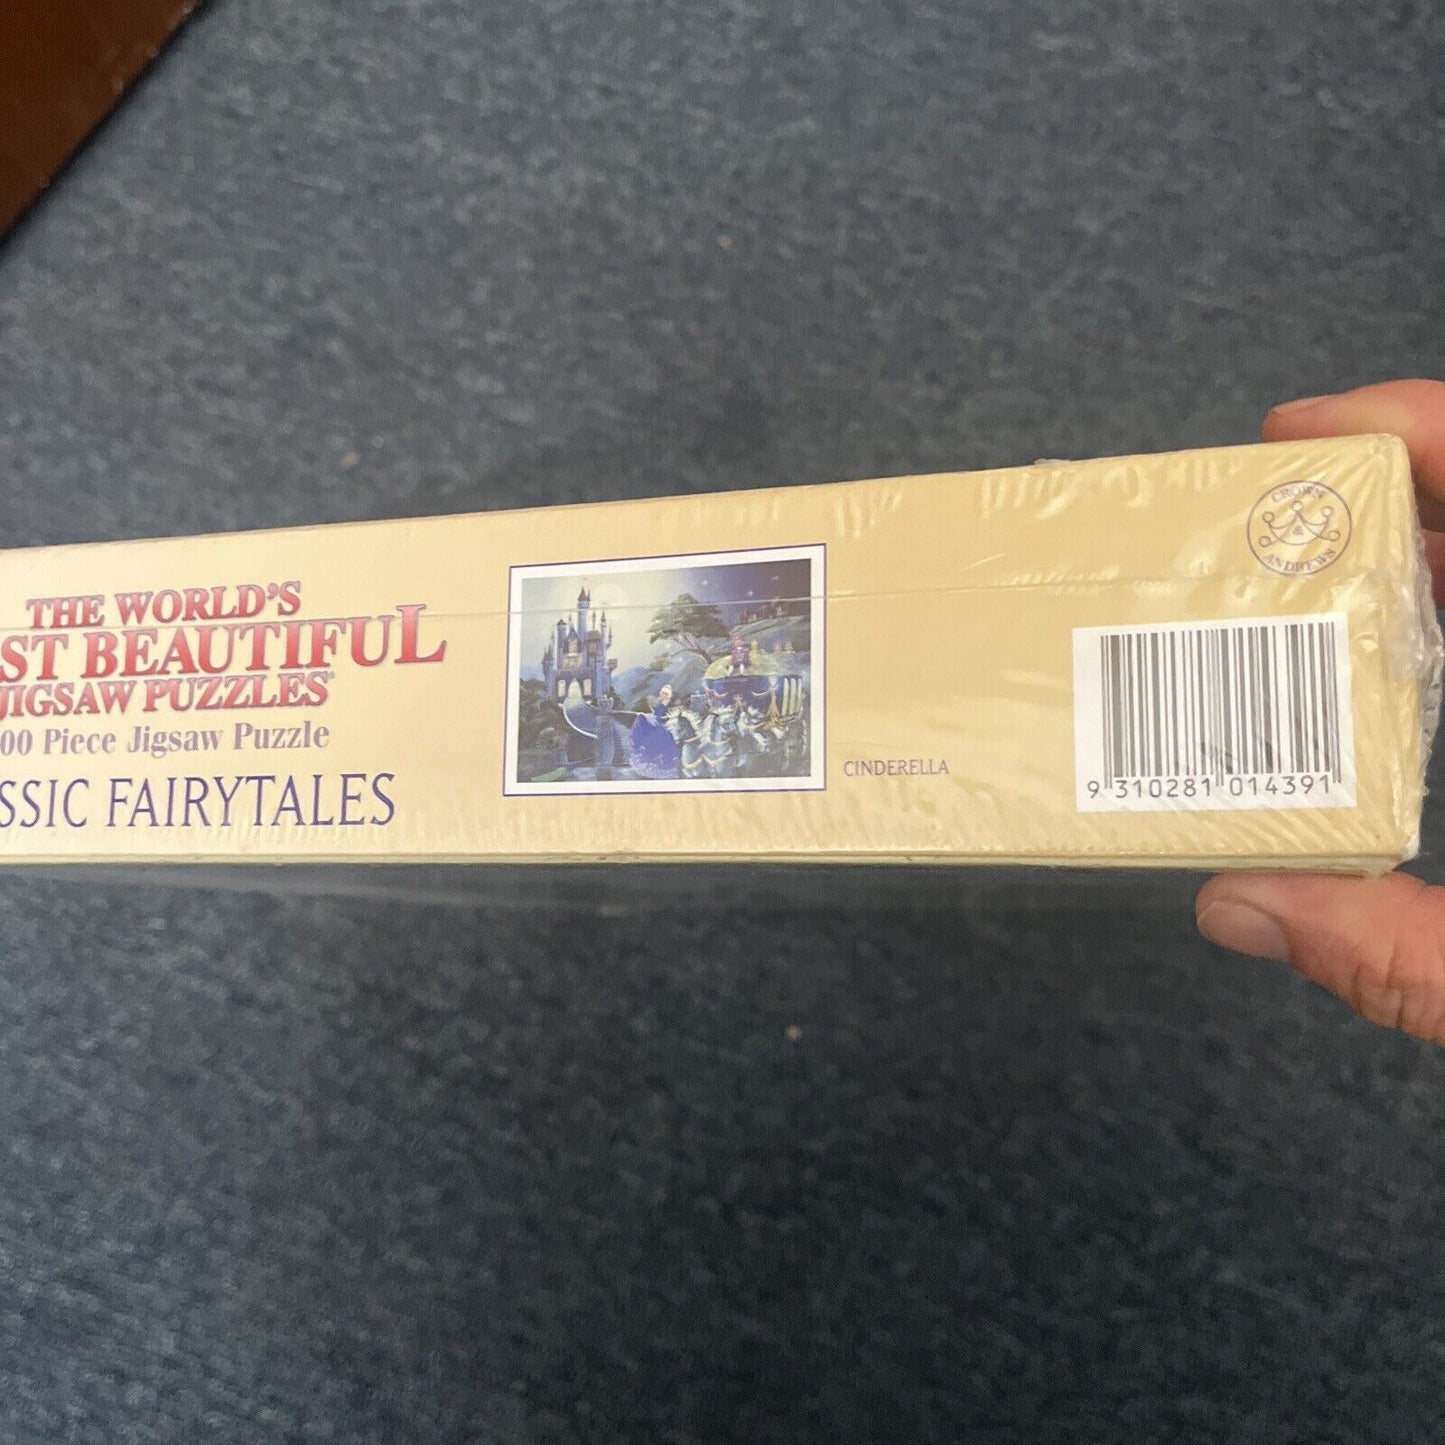 THE WORLD'S
ST BEAUTIFUL
JIGSAW PUZZLES®
00 Piece Jigsaw Puzzle
SSIC FAIRYTALES
CINDERELLA
CROWN
&
ANDREWS
9 310281 014391